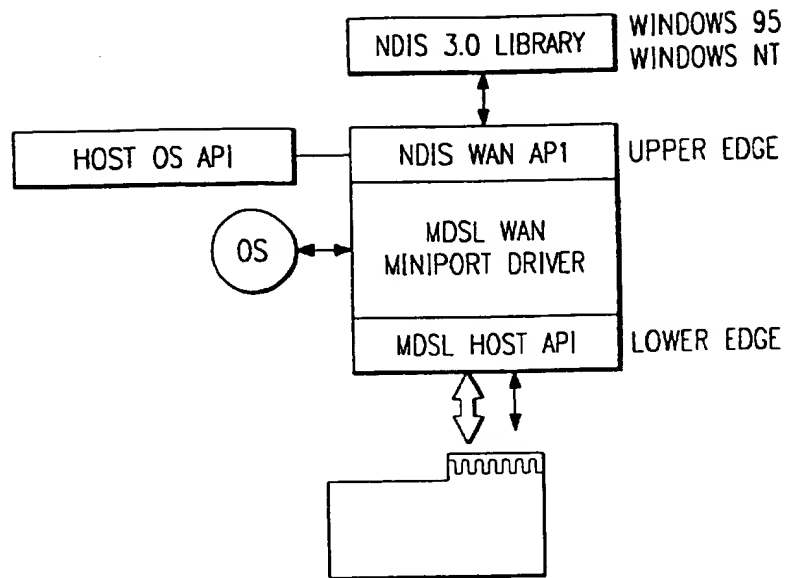 NDIS 3.0 LIBRARY
WINDOWS 95
WINDOWS NT
HOST OS API
NDIS WAN AP1
UPPER EDGE
OS
MDSL WAN
MINIPORT DRIVER
MDSL HOST API
LOWER EDGE